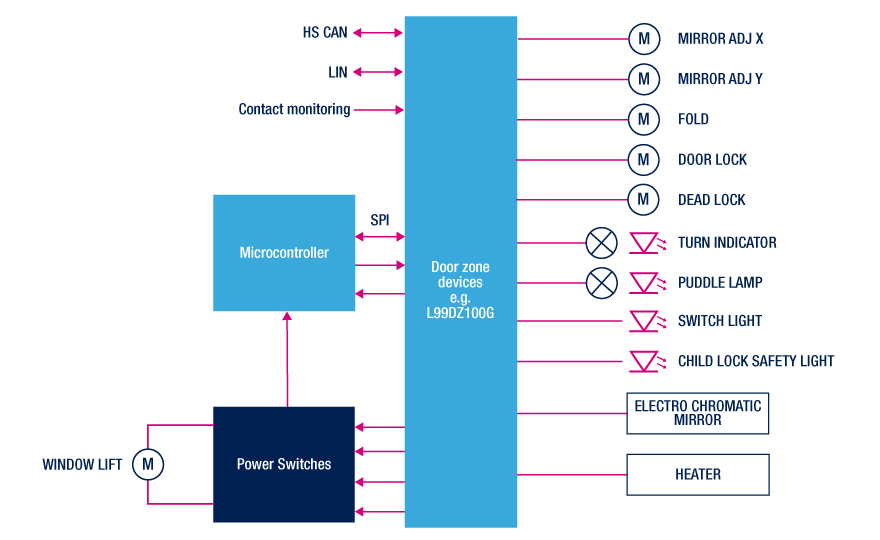 HS CAN
LIN
Contact monitoring
SPI
Microcontroller
Door zone
devices
e.g.
L99DZ100G
Power Switches
WINDOW LIFT
M
M
MIRROR ADJ X
M
MIRROR ADJ Y
M
FOLD
M
DOOR LOCK
M
DEAD LOCK
TURN INDICATOR
PUDDLE LAMP
SWITCH LIGHT
CHILD LOCK SAFETY LIGHT
ELECTRO CHROMATIC
MIRROR
HEATER